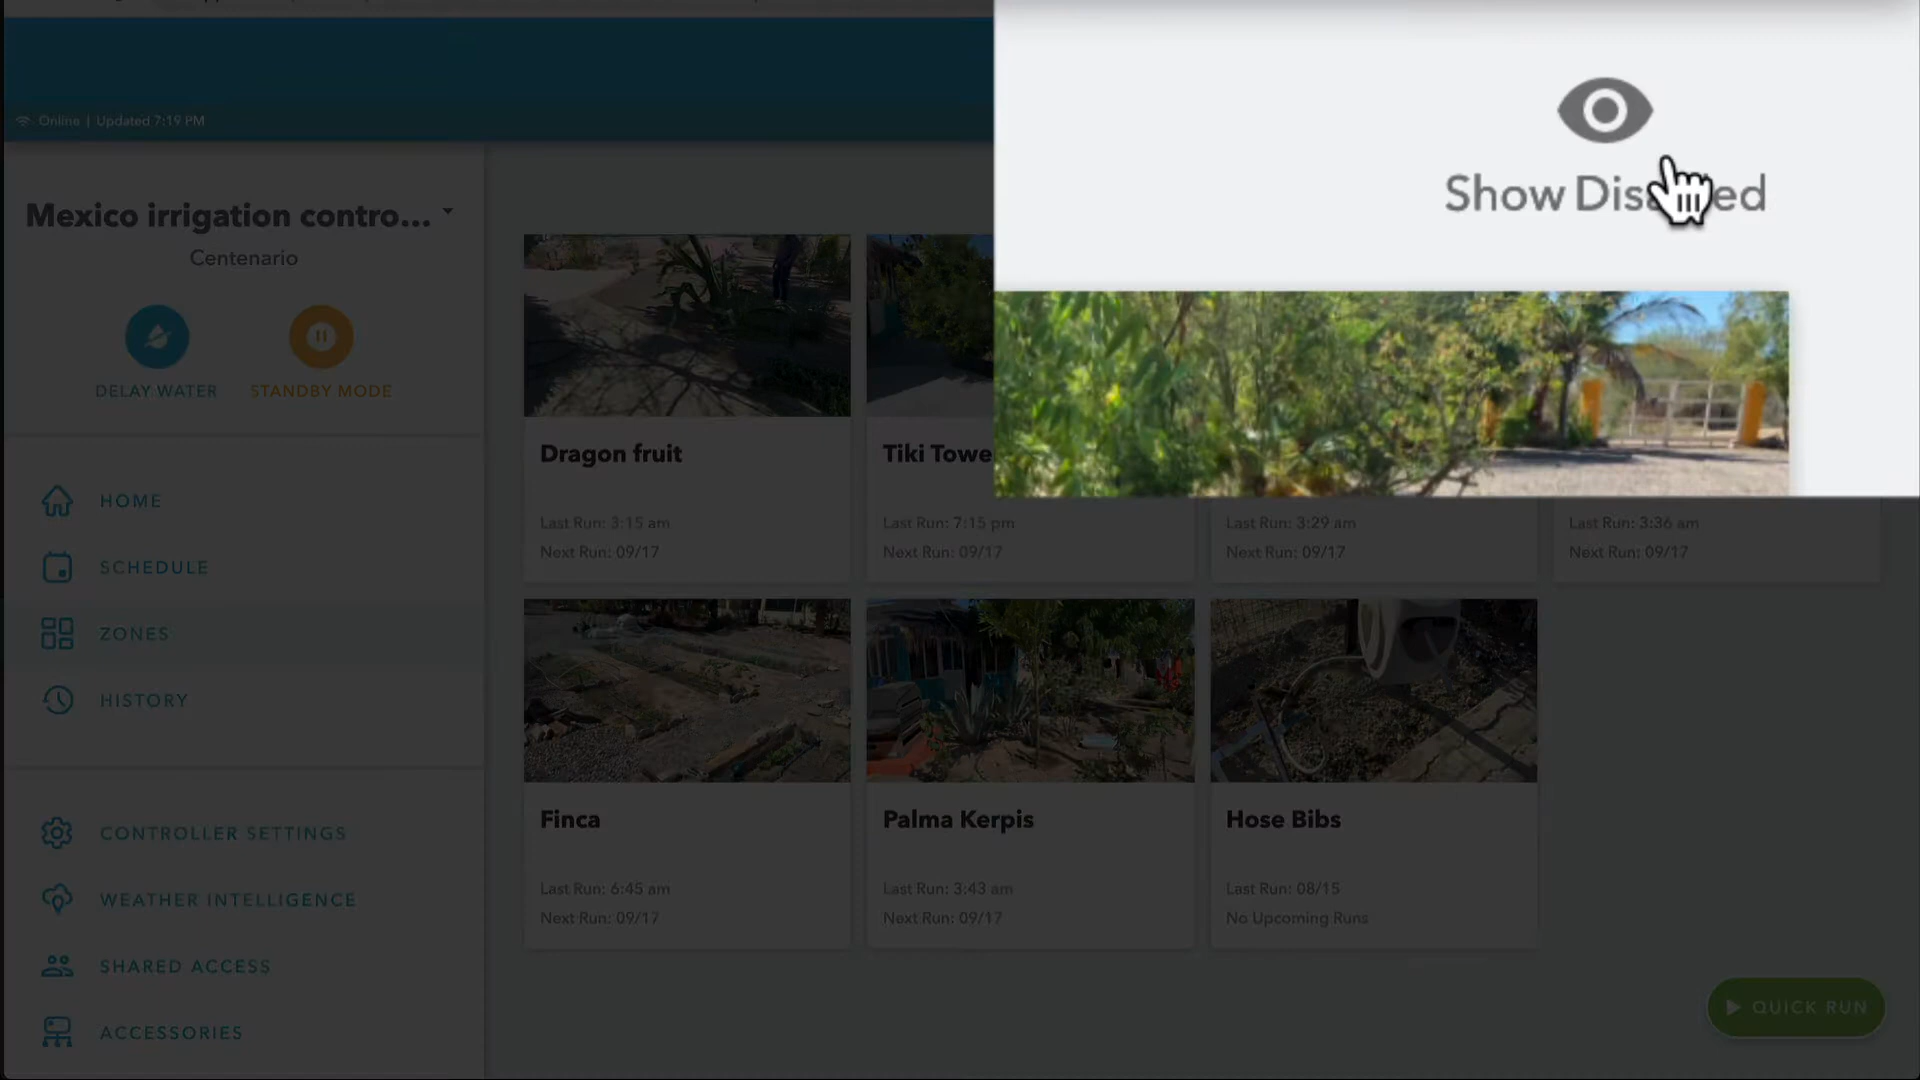 Online | Updated 7:19 PM
Show Dis ed
Mexico irrigation contro...
Centenario
DELAY WATER
STANDBY MODE
HOME
SCHEDULE
ZONES
HISTORY
CONTROLLER SETTINGS
WEATHER INTELLIGENCE
SHARED ACCESS
ACCESSORIES
Dragon fruit
Last Run: 3:15 am
Next Run: 09/17
Tiki Towe
Last Run: 7:15 pm
Next Run: 09/17
Last Run: 3:29 am
Next Run: 09/17
Last Run: 3:36 am
Next Run: 09/17
Finca
Last Run: 6:45 am
Next Run: 09/17
Palma Kerpis
Last Run: 3:43 am
Next Run: 09/17
Hose Bibs
Last Run: 08/15
No Upcoming Runs
QUICK RUN